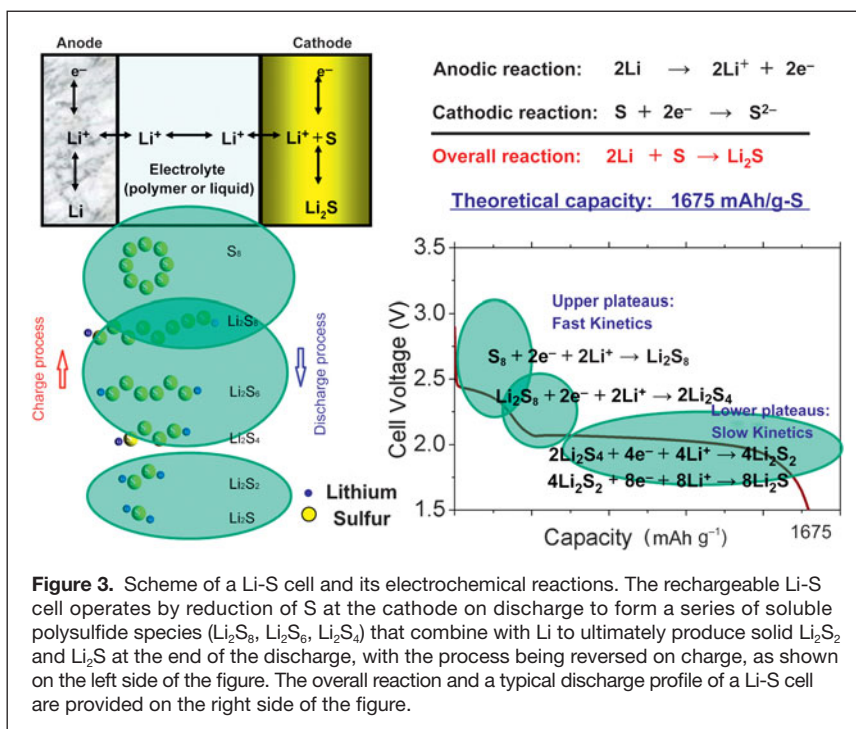 Anode
Cathode
e⁻
e⁻
Li⁺
Li⁺
Li⁺
Li⁺ + S
Electrolyte
(polymer or liquid)
Li
Li₂S
Anodic reaction: 2Li → 2Li⁺ + 2e⁻
Cathodic reaction: S + 2e⁻ → S²⁻
Overall reaction: 2Li + S → Li₂S
Theoretical capacity: 1675 mAh/g-S
S₈
Li₂S₈
Li₂S₆
Li₂S₄
Li₂S₂
Li₂S
Charge process
Discharge process
Lithium
Sulfur
Cell Voltage (V)
3.5
3.0
2.5
2.0
1.5
Upper plateaus:
Fast Kinetics
S₈ + 2e⁻ + 2Li⁺ → Li₂S₈
Li₂S₈ + 2e⁻ + 2Li⁺ → 2Li₂S₄
Lower plateaus:
Slow Kinetics
2Li₂S₄ + 4e⁻ + 4Li⁺ → 4Li₂S₂
4Li₂S₂ + 8e⁻ + 8Li⁺ → 8Li₂S
Capacity (mAh g⁻¹)
1675
Figure 3. Scheme of a Li-S cell and its electrochemical reactions. The rechargeable Li-S
cell operates by reduction of S at the cathode on discharge to form a series of soluble
polysulfide species (Li₂S₈, Li₂S₆, Li₂S₄) that combine with Li to ultimately produce solid Li₂S₂
and Li₂S at the end of the discharge, with the process being reversed on charge, as shown
on the left side of the figure. The overall reaction and a typical discharge profile of a Li-S cell
are provided on the right side of the figure.